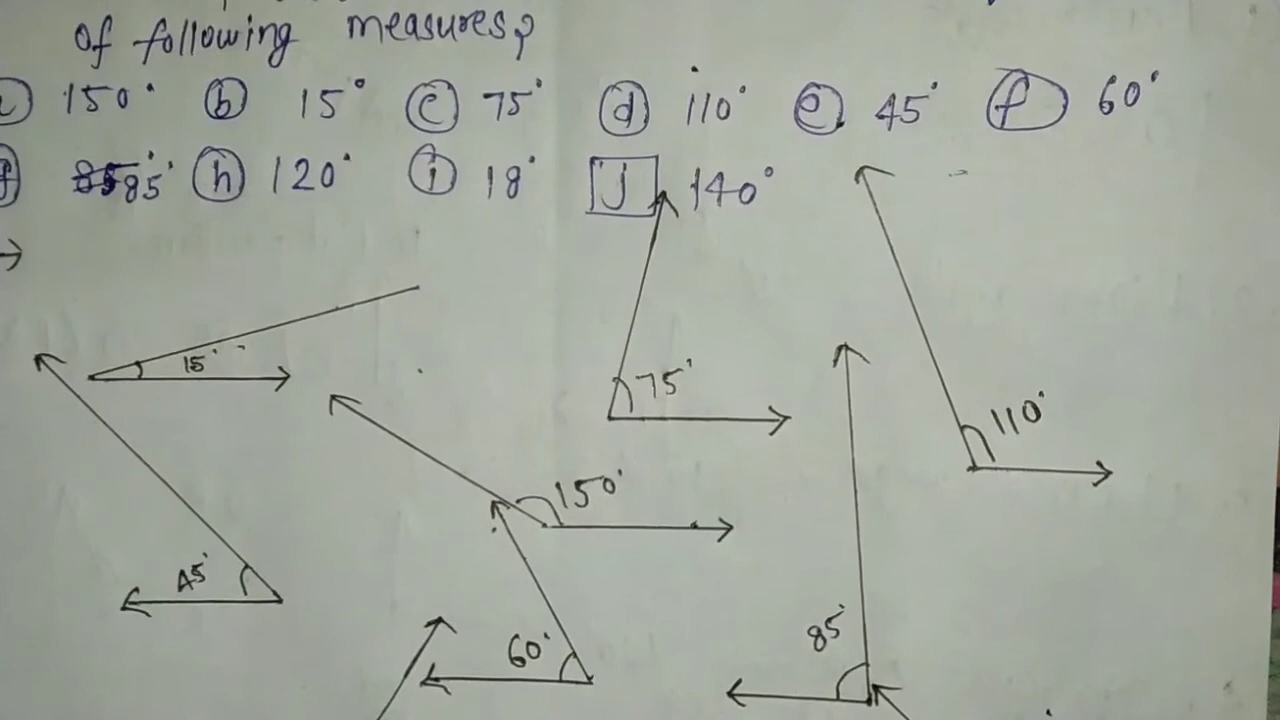 of following measures?
150° ⓑ 15° ⓒ 75° ⓓ 110° ⓔ 45° ⓕ 60°
85° ⓗ 120° ⓘ 18° J 140°
15°
75°
110°
150°
45°
60°
85°